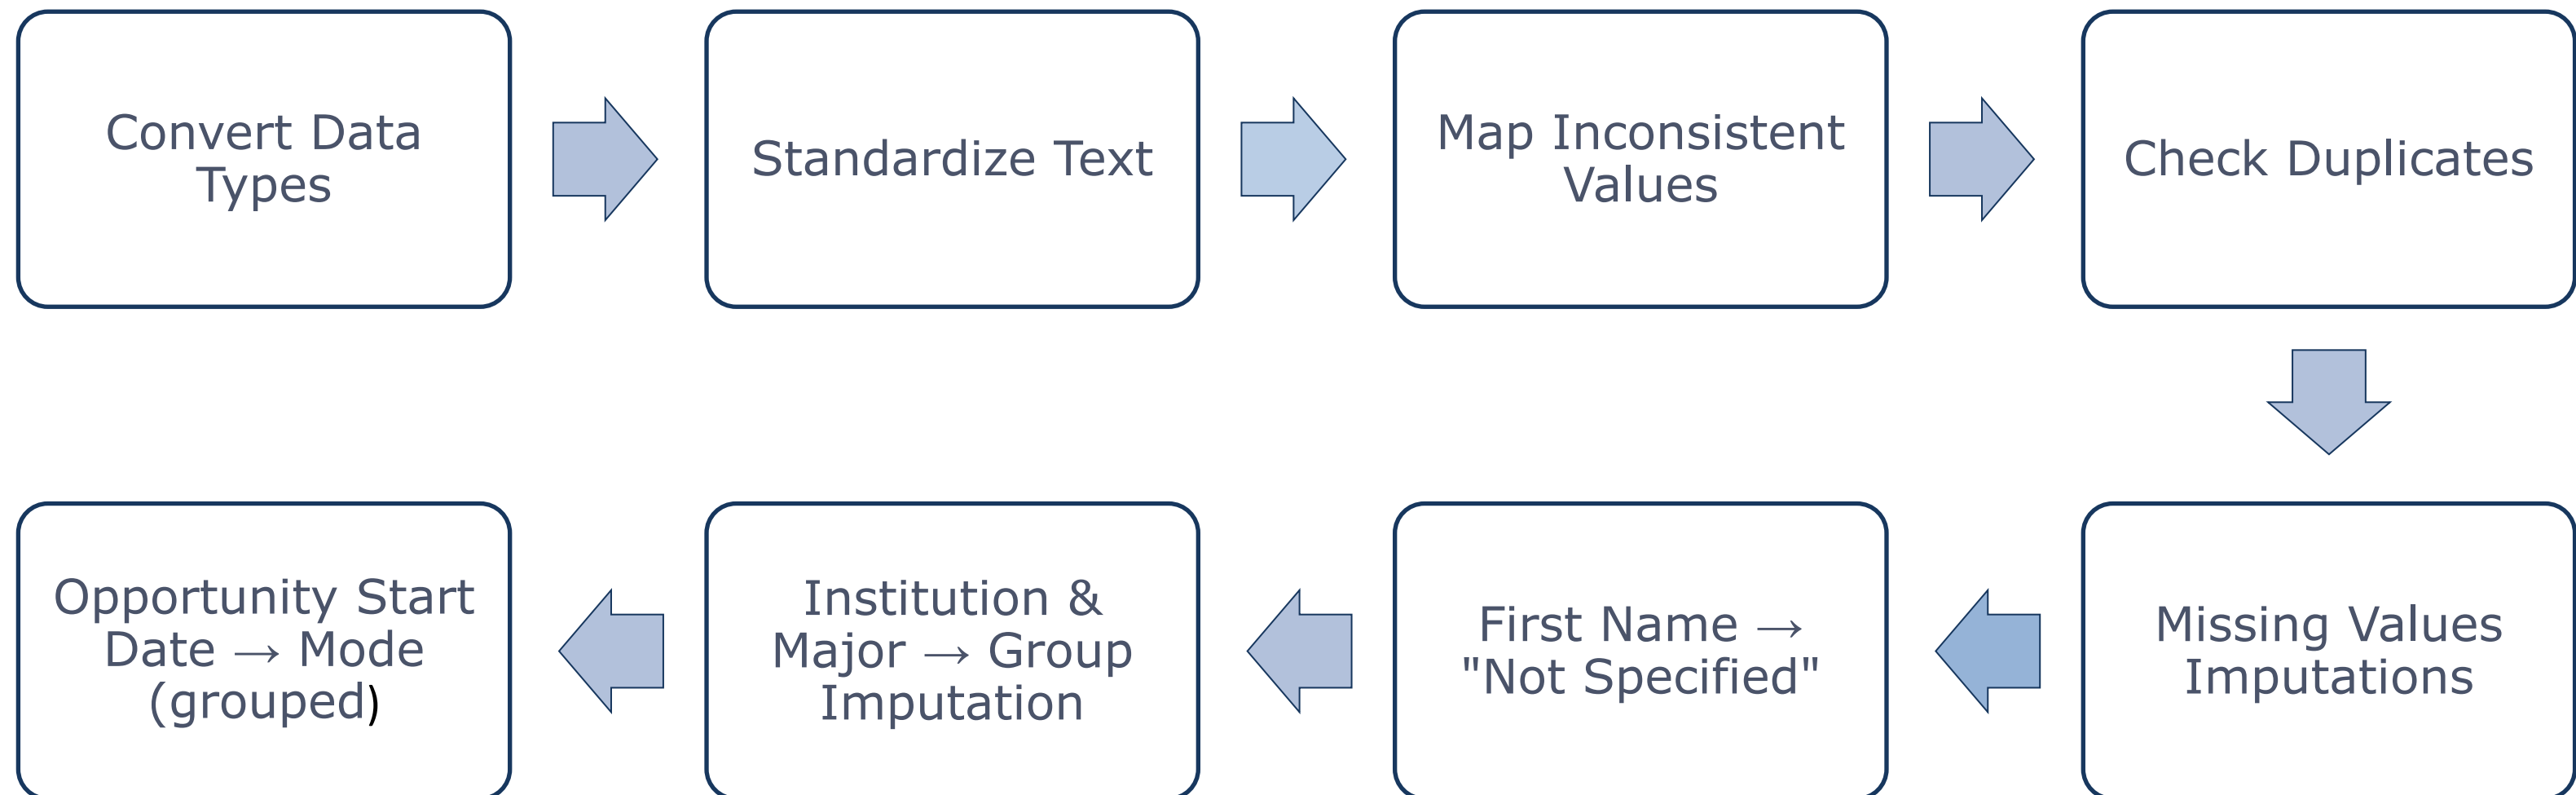 Convert Data
Types
Standardize Text
Map Inconsistent
Values
Check Duplicates
Missing Values
Imputations
First Name →
"Not Specified"
Institution &
Major → Group
Imputation
Opportunity Start
Date → Mode
(grouped)